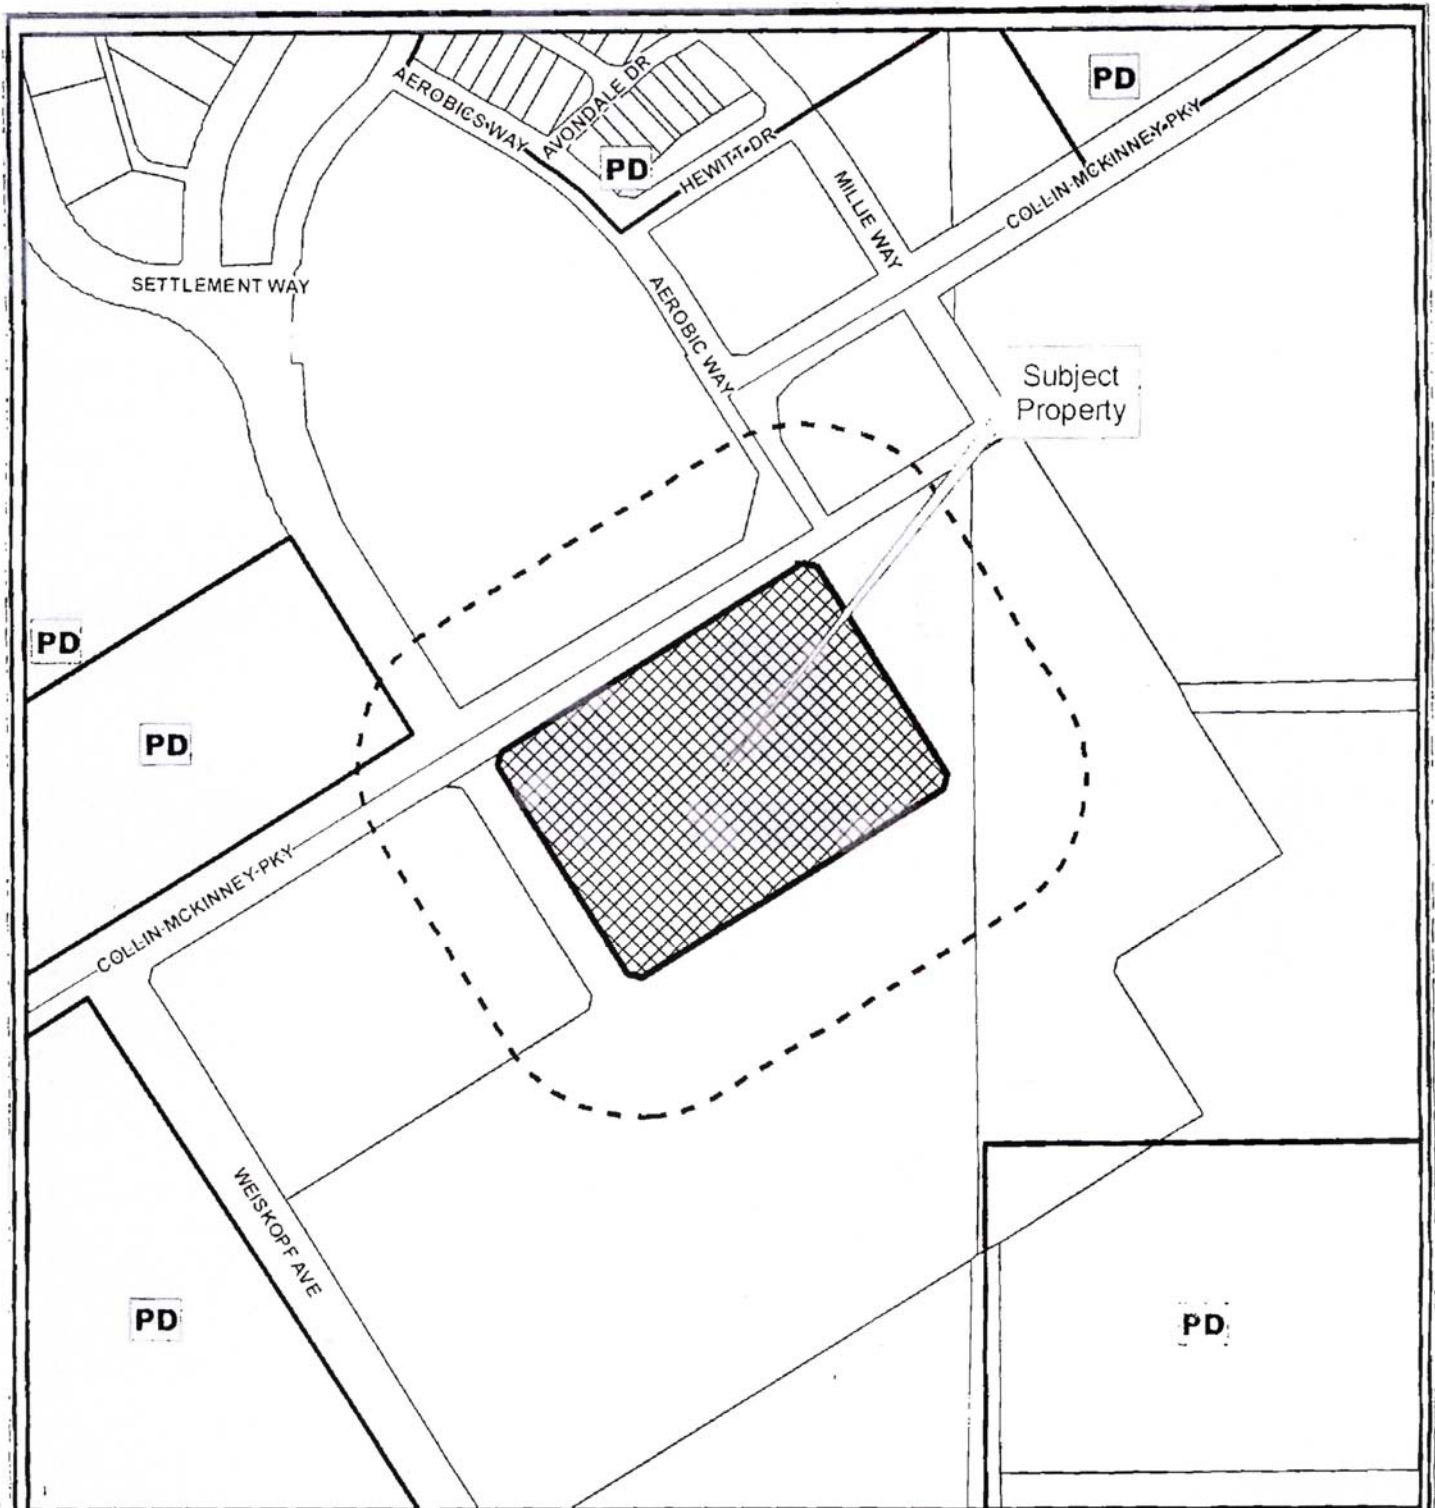 PD
AEROBICS WAY
AVONDALE DR
PD
HEWITT DR
COLLIN MCKINNEY PKY
MILLIE WAY
SETTLEMENT WAY
AEROBIC WAY
Subject
Property
PD
PD
COLLIN MCKINNEY PKY
WEISKOPF AVE
PD
PD